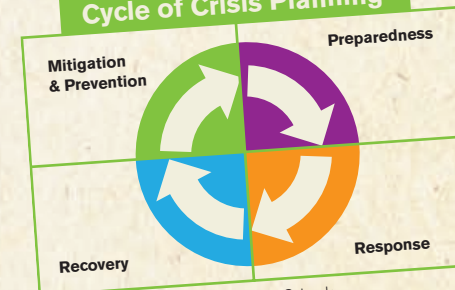 Cycle of Crisis Planning
Mitigation
& Prevention
Preparedness
Recovery
Response